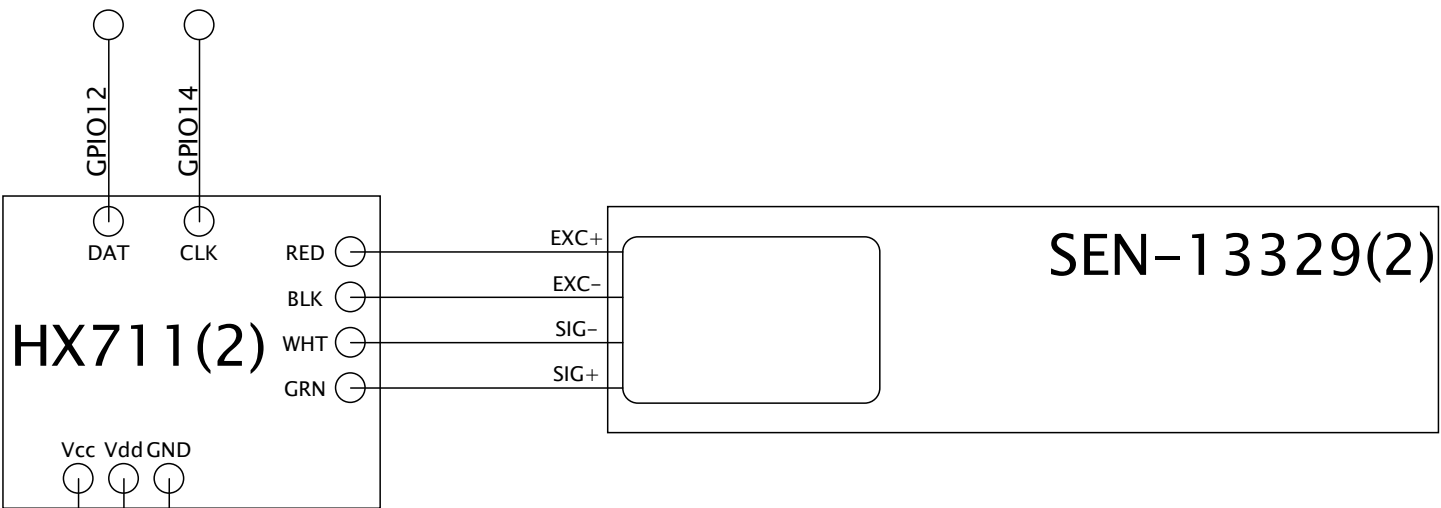 GPIO12
GPIO14
DAT
CLK
RED
EXC+
SEN-13329(2)
BLK
EXC-
HX711(2)
WHT
SIG-
GRN
SIG+
Vcc Vdd GND